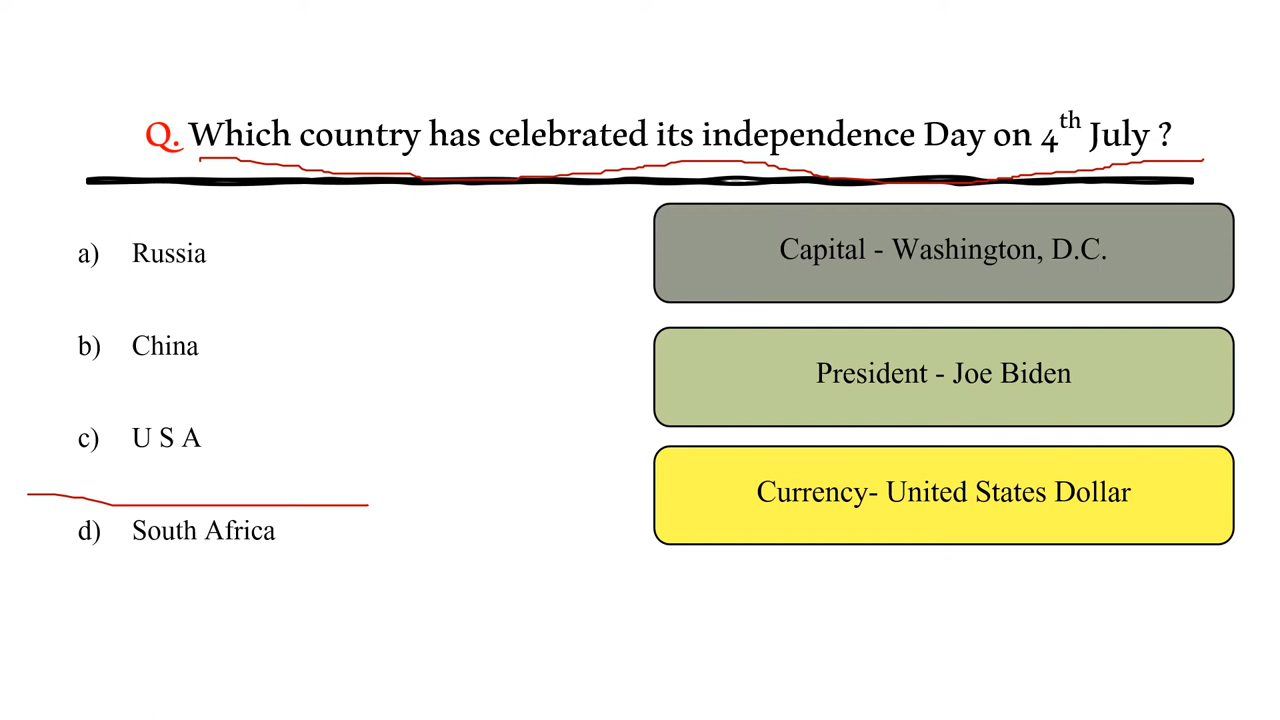 Q. Which country has celebrated its independence Day on 4th July ?
a) Russia
b) China
c) U S A
d) South Africa
Capital - Washington, D.C.
President - Joe Biden
Currency- United States Dollar